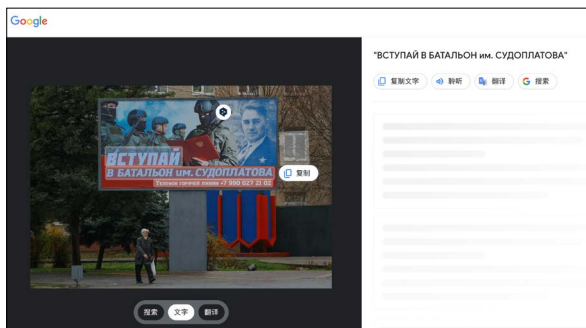 Google
"ВСТУПАЙ В БАТАЛЬОН им. СУДОПЛАТОВА"
复制文字
聆听
翻译
搜索
ВСТУПАЙ
В БАТАЛЬОН им. СУДОПЛАТОВА
Телефон горячей линии +7 990 027 21 02
复制
搜索
文字
翻译